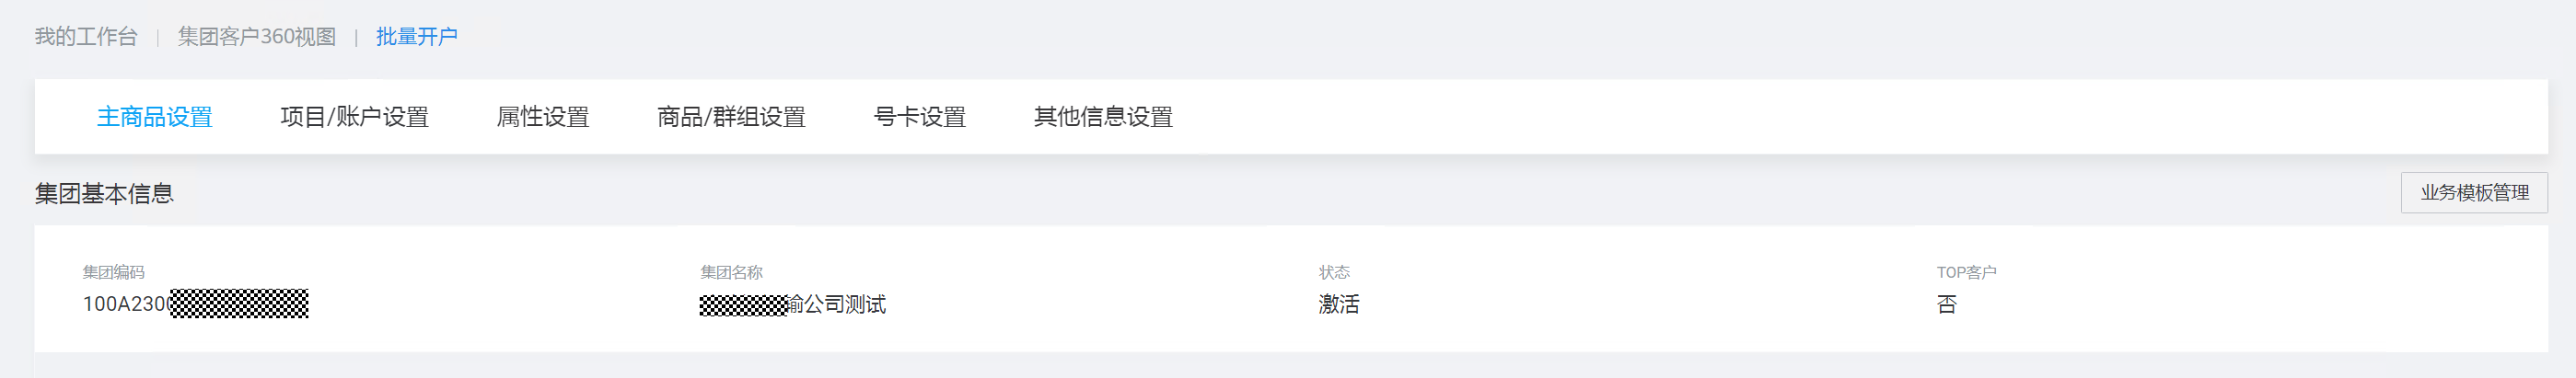 我的工作台 | 集团客户360视图 | 批量开户
主商品设置 项目/账户设置 属性设置 商品/群组设置 号卡设置 其他信息设置
集团基本信息 业务模板管理
集团编码 集团名称 状态 TOP客户
100A230 输公司测试 激活 否